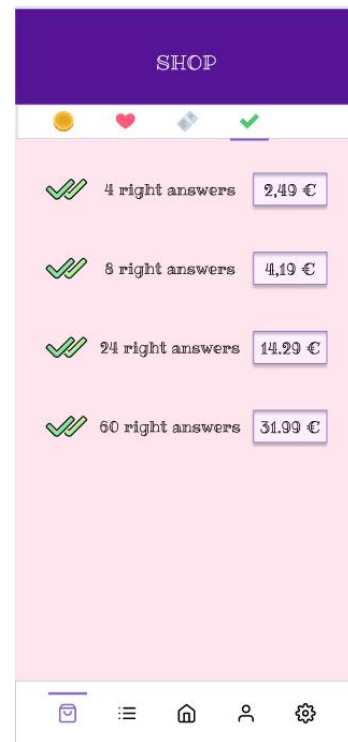 SHOP
4 right answers 2,49 €
8 right answers 4,19 €
24 right answers 14.29 €
60 right answers 31.99 €